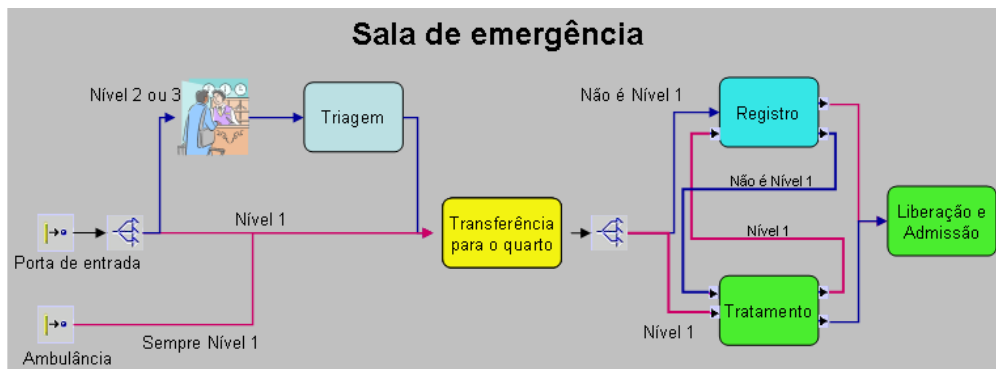 Sala de emergência
Nível 2 ou 3
Triagem
Não é Nível 1
Registro
Não é Nível 1
Nível 1
Transferência
para o quarto
Nível 1
Liberação e
Admissão
Porta de entrada
Tratamento
Nível 1
Sempre Nível 1
Ambulância